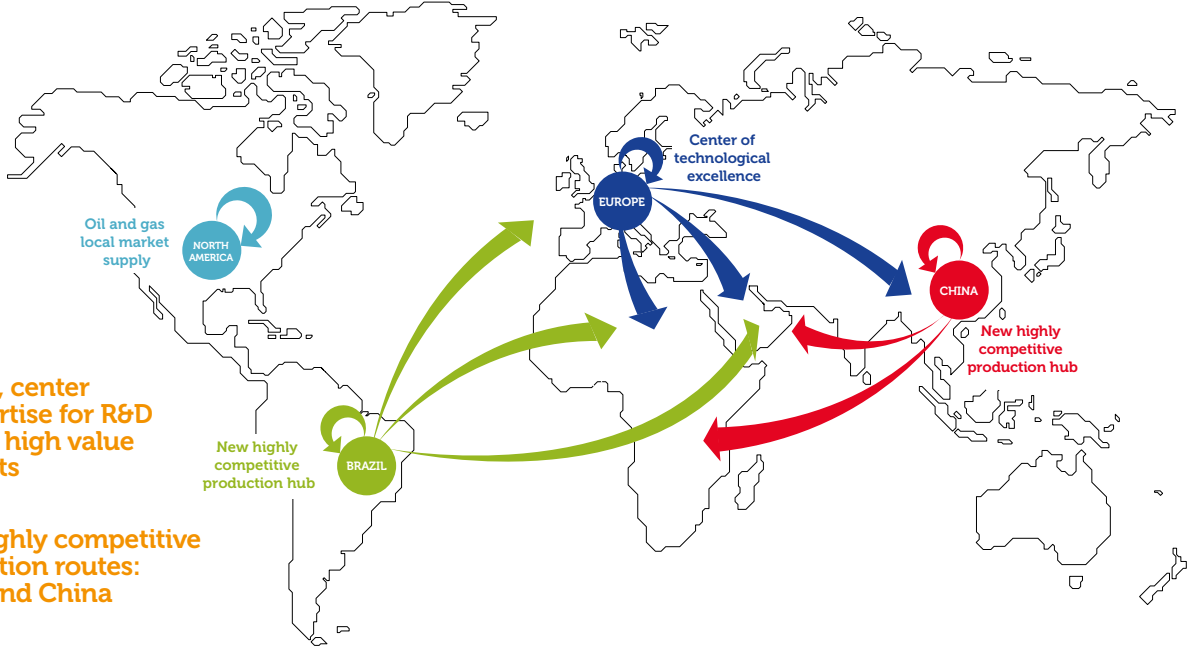 Center of
technological
excellence
EUROPE
Oil and gas
local market
supply
NORTH
AMERICA
CHINA
New highly
competitive
production hub
, center
rtise for R&D
high value
ts
New highly
competitive
production hub
BRAZIL
ghly competitive
tion routes:
nd China